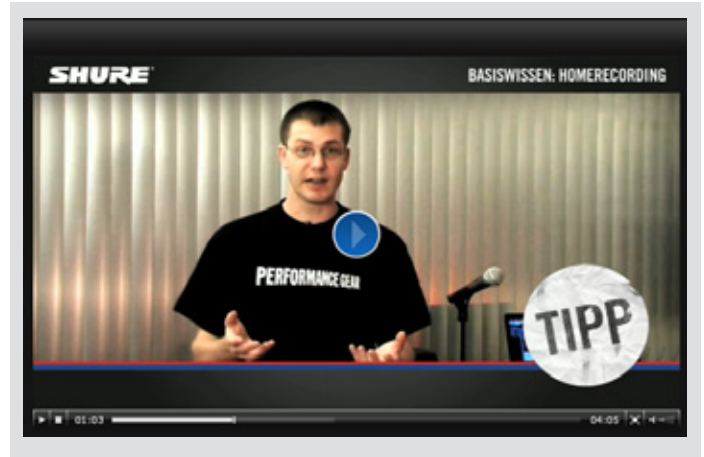 SHURE
BASISWISSEN: HOMERECORDING
PERFORMANCE GEAR
TIPP
01:03
04:05